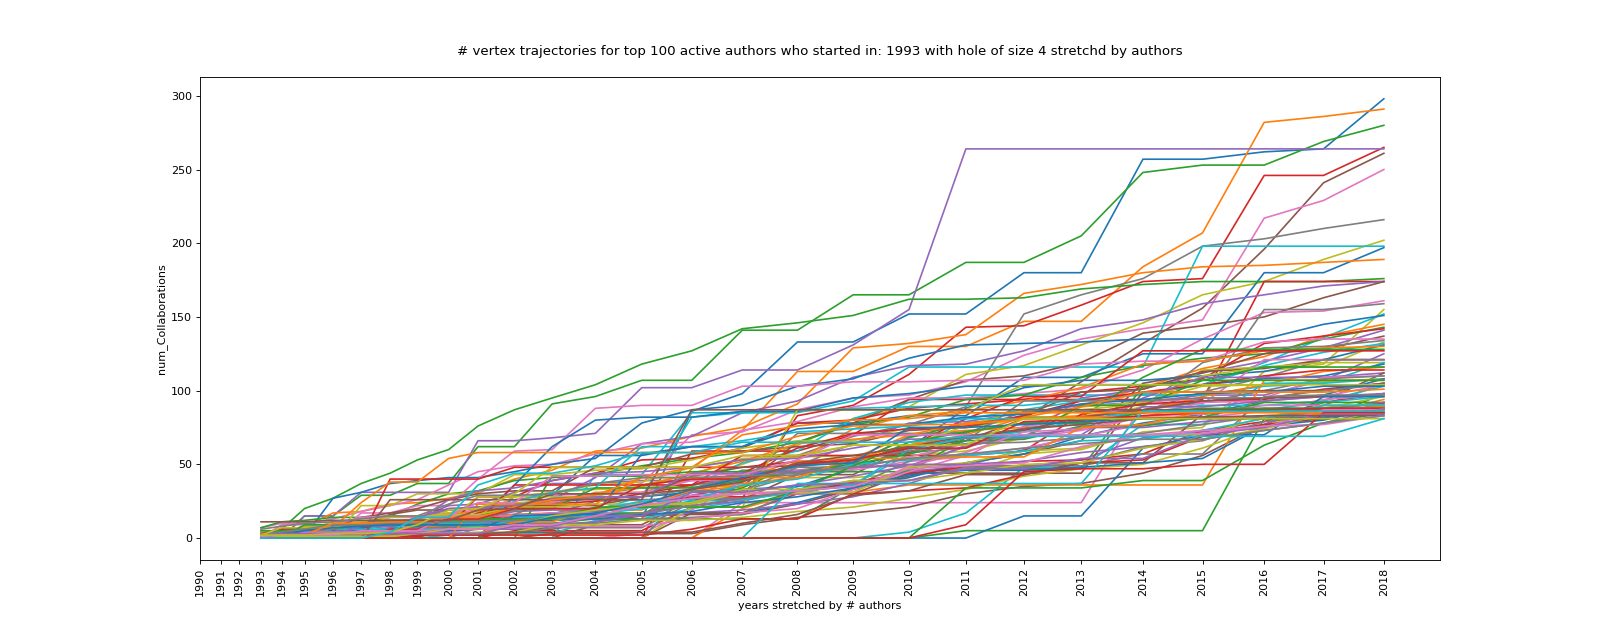 # vertex trajectories for top 100 active authors who started in: 1993 with hole of size 4 stretchd by authors
300
250
200
150
100
50
0
num_Collaborations
1990 1991 1992 1993 1994 1995 1996 1997 1998 1999 2000 2001 2002 2003 2004 2005 2006 2007 2008 2009 2010 2011 2012 2013 2014 2015 2016 2017 2018
years stretched by # authors